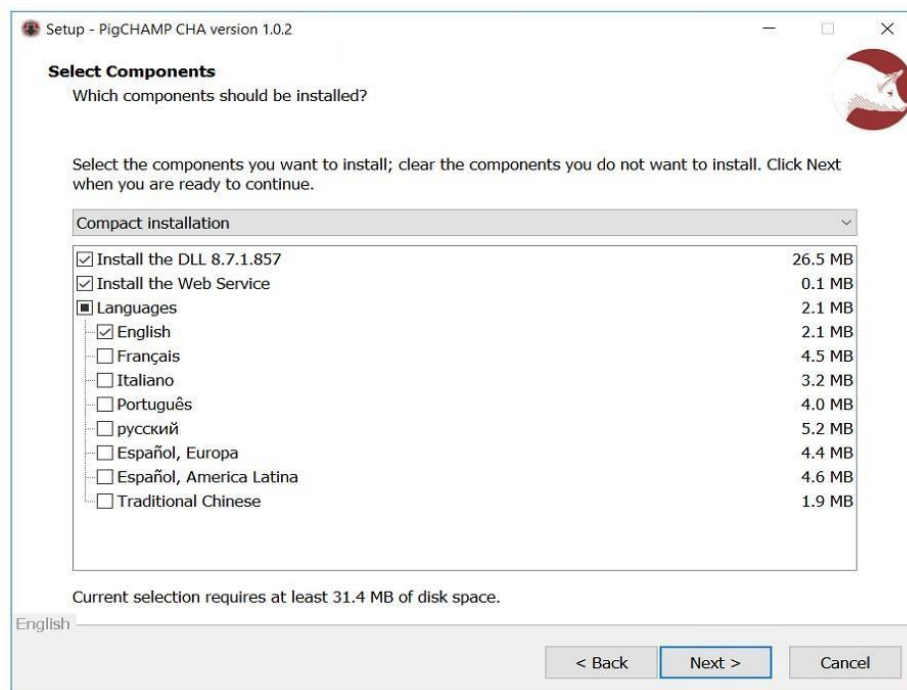 Setup - PigCHAMP CHA version 1.0.2
Select Components
Which components should be installed?
Select the components you want to install; clear the components you do not want to install. Click Next
when you are ready to continue.
Compact installation
Install the DLL 8.7.1.857 26.5 MB
Install the Web Service 0.1 MB
Languages 2.1 MB
English 2.1 MB
Français 4.5 MB
Italiano 3.2 MB
Português 4.0 MB
русский 5.2 MB
Español, Europa 4.4 MB
Español, America Latina 4.6 MB
Traditional Chinese 1.9 MB
Current selection requires at least 31.4 MB of disk space.
English
< Back Next > Cancel